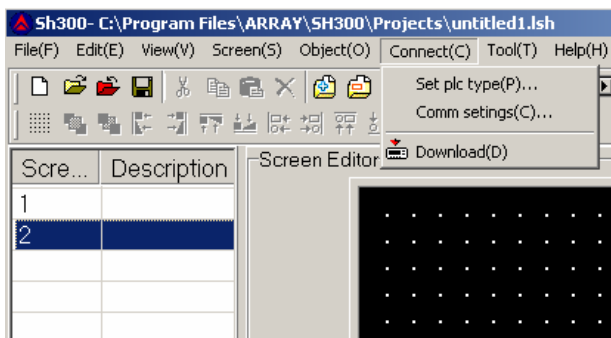 Sh300- C:\Program Files\ARRAY\SH300\Projects\untitled1.lsh
File(F) Edit(E) View(V) Screen(S) Object(O) Connect(C) Tool(T) Help(H)
Set plc type(P)...
Comm setings(C)...
Download(D)
Scre... Description
Screen Editor
1
2